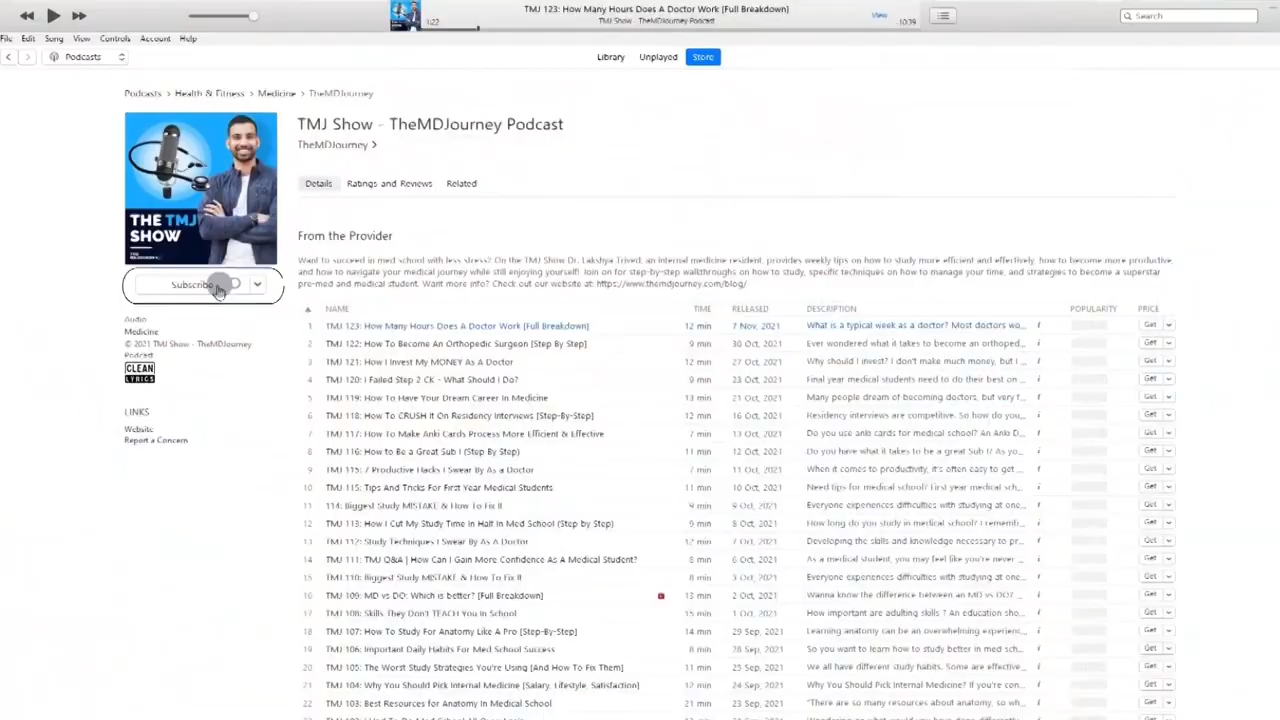 TMJ 123: How Many Hours Does A Doctor Work [Full Breakdown]
1:22
TMJ Show - TheMDJourney Podcast
View
-10:39
Search
File Edit Song View Controls Account Help
Podcasts
Library Unplayed Store
Podcasts > Health & Fitness > Medicine > TheMDJourney
TMJ Show - TheMDJourney Podcast
TheMDJourney >
THE TMJ
SHOW
Details Ratings and Reviews Related
From the Provider
Want to succeed in med school with less stress? On the TMJ Show Dr. Lakshya Trived, an internal medicine resident, provides weekly tips on how to study more efficient and effectively, how to become more productive,
and how to navigate your medical journey while still enjoying yourself! Join on for step-by-step walkthroughs on how to study, specific techniques on how to manage your time, and strategies to become a superstar
pre-med and medical student. Want more info? Check out our website at: https://www.themdjourney.com/blog/
Subscribe
Audio
Medicine
© 2021 TMJ Show - TheMDJourney
Podcast
CLEAN
LYRICS
LINKS
Website
Report a Concern
NAME TIME RELEASED DESCRIPTION POPULARITY PRICE
1 TMJ 123: How Many Hours Does A Doctor Work [Full Breakdown] 12 min 7 Nov, 2021 What is a typical week as a doctor? Most doctors wo... i Get
2 TMJ 122: How To Become An Orthopedic Surgeon [Step By Step] 9 min 30 Oct, 2021 Ever wondered what it takes to become an orthoped... i Get
3 TMJ 121: How I Invest My MONEY As A Doctor 12 min 27 Oct, 2021 Why should I invest? I don't make much money, but I ... i Get
4 TMJ 120: I Failed Step 2 CK - What Should I Do? 9 min 23 Oct, 2021 Final year medical students need to do their best on ... i Get
5 TMJ 119: How To Have Your Dream Career In Medicine 13 min 21 Oct, 2021 Many people dream of becoming doctors, but very f... i Get
6 TMJ 118: How To CRUSH It On Residency Interviews [Step-By-Step] 12 min 16 Oct, 2021 Residency interviews are competitive. So how do you... i Get
7 TMJ 117: How To Make Anki Cards Process More Efficient & Effective 7 min 13 Oct, 2021 Do you use anki cards for medical school? An Anki D... i Get
8 TMJ 116: How to Be a Great Sub I (Step By Step) 11 min 12 Oct, 2021 Do you have what it takes to be a great Sub I? As yo... i Get
9 TMJ 115: 7 Productive Hacks I Swear By As a Doctor 7 min 11 Oct, 2021 When it comes to productivity, it's often easy to get ... i Get
10 TMJ 115: Tips And Tricks For First Year Medical Students 11 min 10 Oct, 2021 Need tips for medical school? First year medical sch... i Get
11 114: Biggest Study MISTAKE & How To Fix It 9 min 9 Oct, 2021 Everyone experiences difficulties with studying at one... i Get
12 TMJ 113: How I Cut My Study Time In Half In Med School (Step by Step) 9 min 8 Oct, 2021 How long do you study in medical school? I rememb... i Get
13 TMJ 112: Study Techniques I Swear By As A Doctor 12 min 7 Oct, 2021 Developing the skills and knowledge necessary to pr... i Get
14 TMJ 111: TMJ Q&A | How Can I Gain More Confidence As A Medical Student? 8 min 6 Oct, 2021 As a medical student, you may feel like you're never ... i Get
15 TMJ 110: Biggest Study MISTAKE & How To Fix It 8 min 3 Oct, 2021 Everyone experiences difficulties with studying at one... i Get
16 TMJ 109: MD vs DO: Which is better? [Full Breakdown] 13 min 2 Oct, 2021 Wanna know the difference between an MD vs DO?... i Get
17 TMJ 108: Skills They Don't TEACH You In School 15 min 1 Oct, 2021 How important are adulting skills ? An education sho... i Get
18 TMJ 107: How To Study For Anatomy Like A Pro [Step-By-Step] 14 min 29 Sep, 2021 Learning anatomy can be an overwhelming experienc... i Get
19 TMJ 106: Important Daily Habits For Med School Success 8 min 28 Sep, 2021 So you want to learn how to study better in med sch... i Get
20 TMJ 105: The Worst Study Strategies You're Using [And How To Fix Them] 11 min 25 Sep, 2021 We all have different study habits. Some are effective... i Get
21 TMJ 104: Why You Should Pick Internal Medicine [Salary, Lifestyle, Satisfaction] 12 min 24 Sep, 2021 Why You Should Pick Internal Medicine? If you're con... i Get
22 TMJ 103: Best Resources for Anatomy In Medical School 21 min 23 Sep, 2021 "There are so many resources about anatomy, so wh... i Get